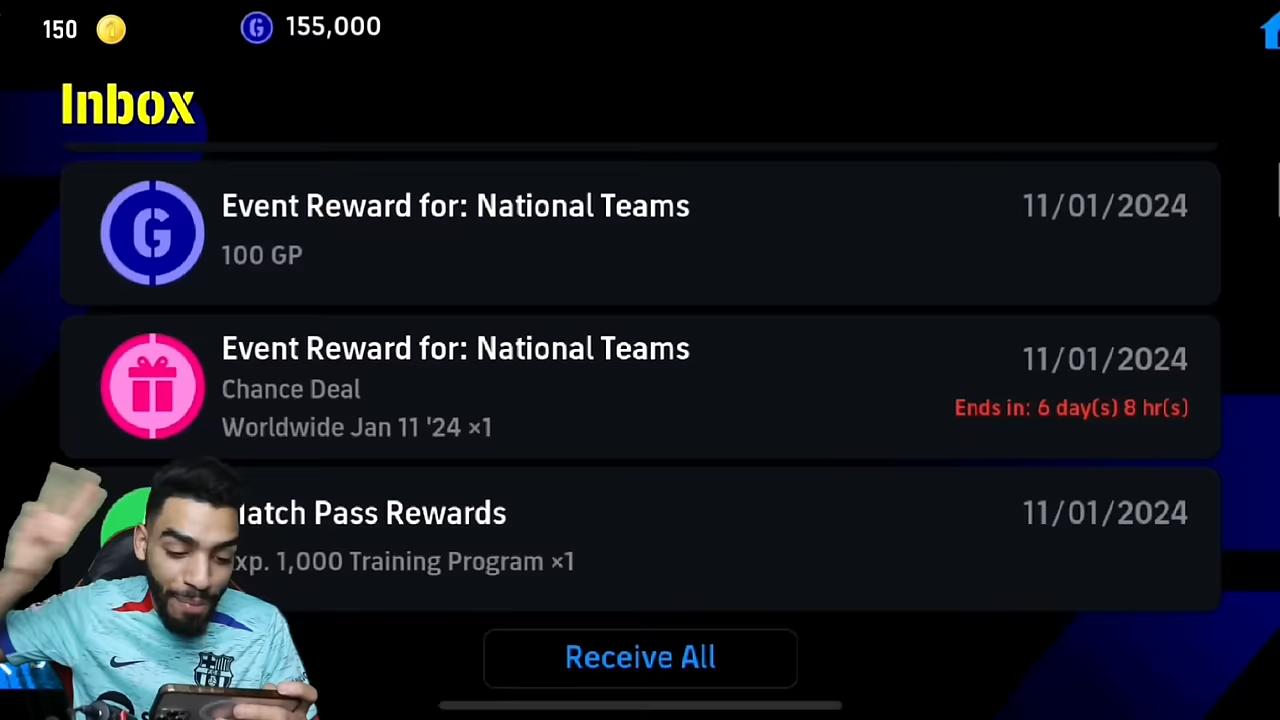 150
155,000
Inbox
Event Reward for: National Teams
11/01/2024
100 GP
Event Reward for: National Teams
11/01/2024
Chance Deal
Ends in: 6 day(s) 8 hr(s)
Worldwide Jan 11 '24 ×1
Match Pass Rewards
11/01/2024
xp. 1,000 Training Program ×1
Receive All